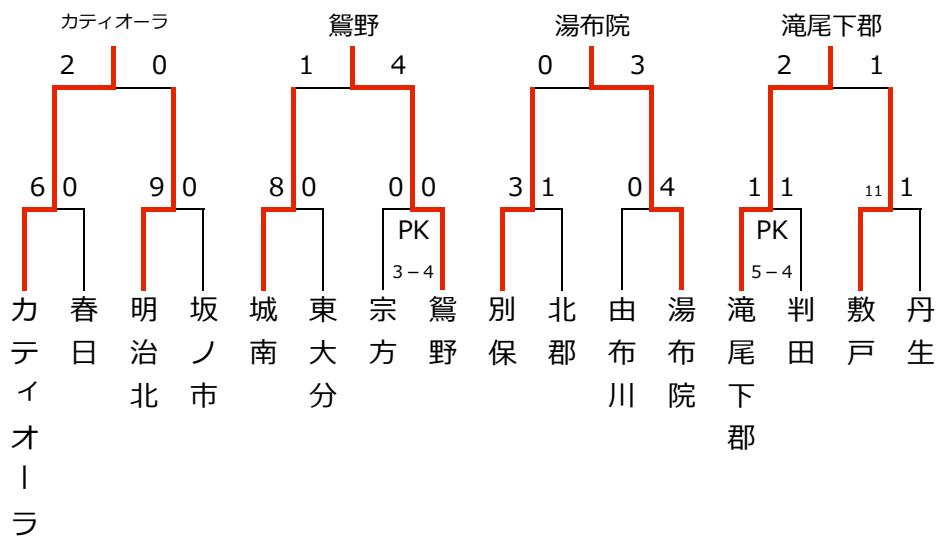 カティオーラ 鴛野 湯布院 滝尾下郡
2 0 1 4 0 3 2 1
6 0 9 0 8 0 0 0 3 1 0 4 1 1 11 1
PK PK
3-4 5-4
カティオーラ
春日
明治北
坂ノ市
城南
東大分
宗方
鴛野
別保
北郡
由布川
湯布院
滝尾下郡
判田
敷戸
丹生